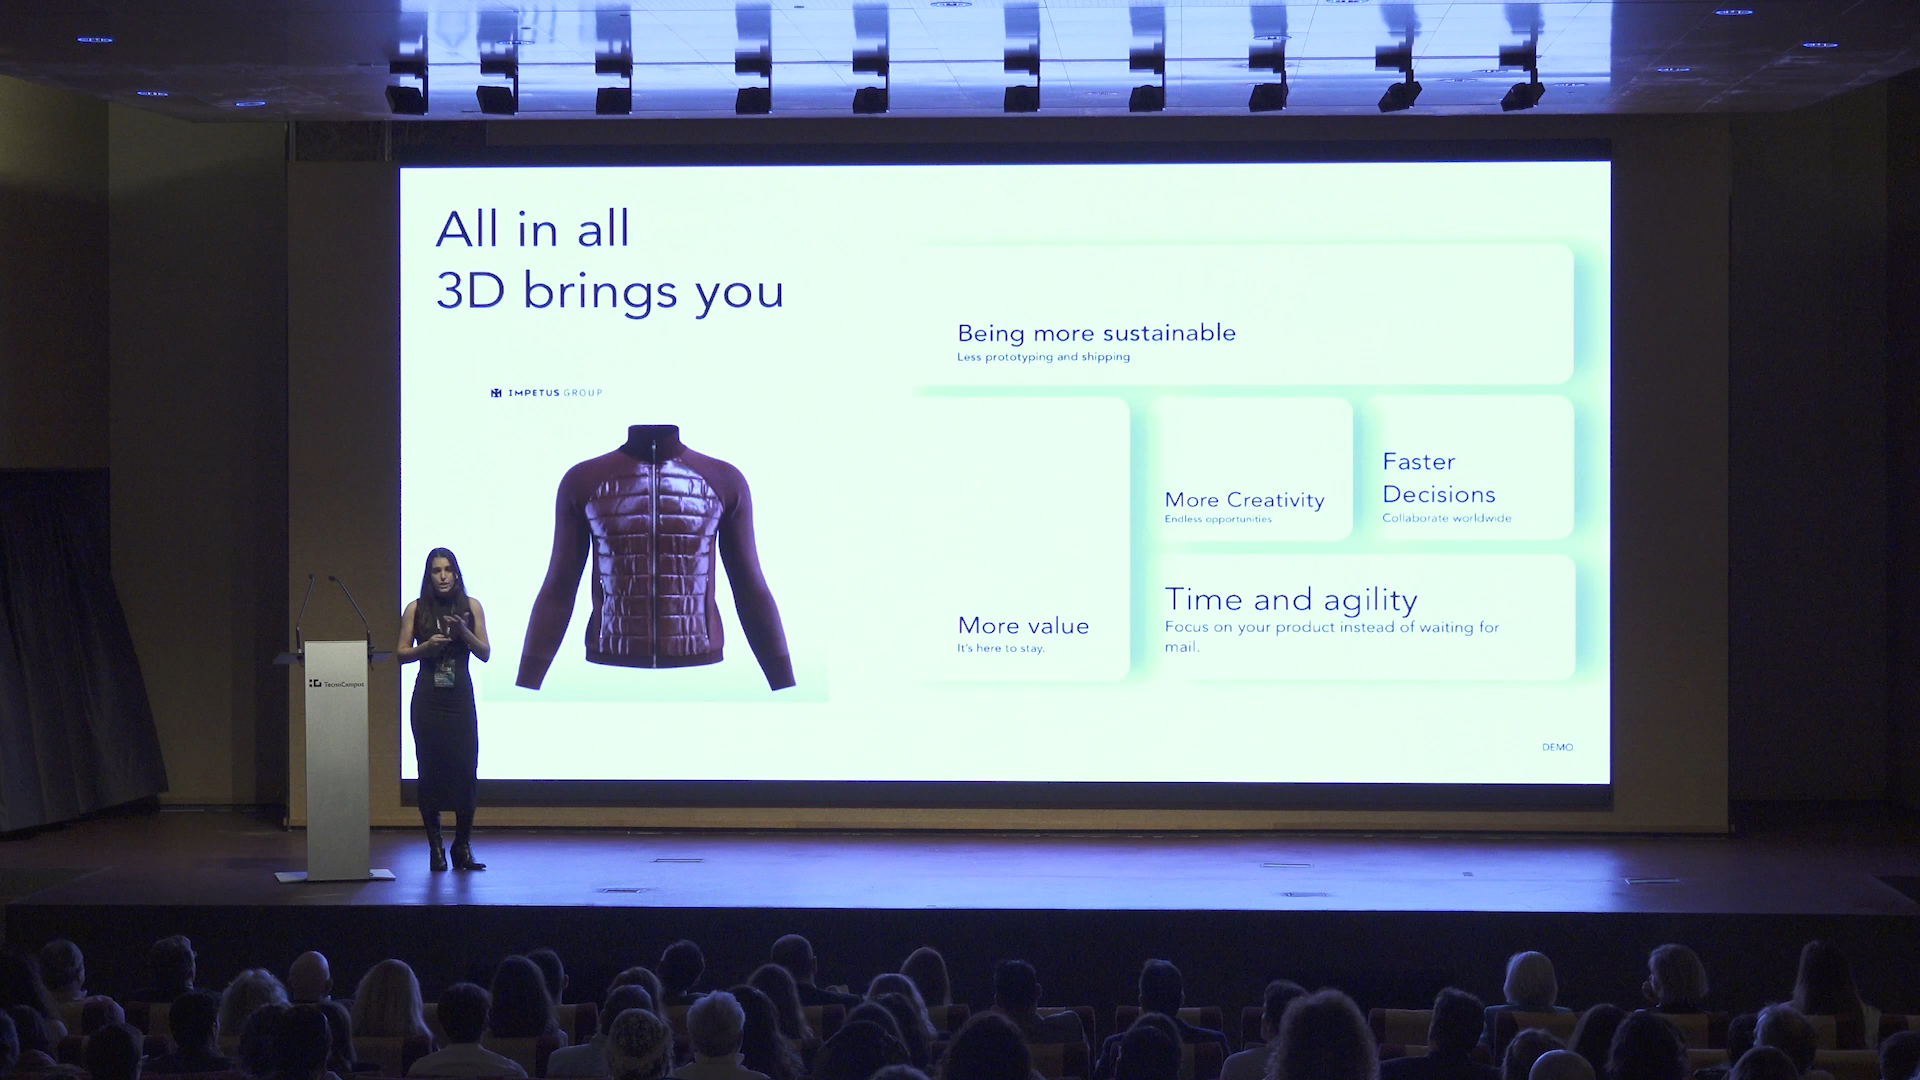 All in all
3D brings you
IMPETUS GROUP
Being more sustainable
Less prototyping and shipping
More value
It's here to stay.
More Creativity
Endless opportunities
Faster
Decisions
Collaborate worldwide
Time and agility
Focus on your product instead of waiting for
mail.
DEMO
TecnoCampus